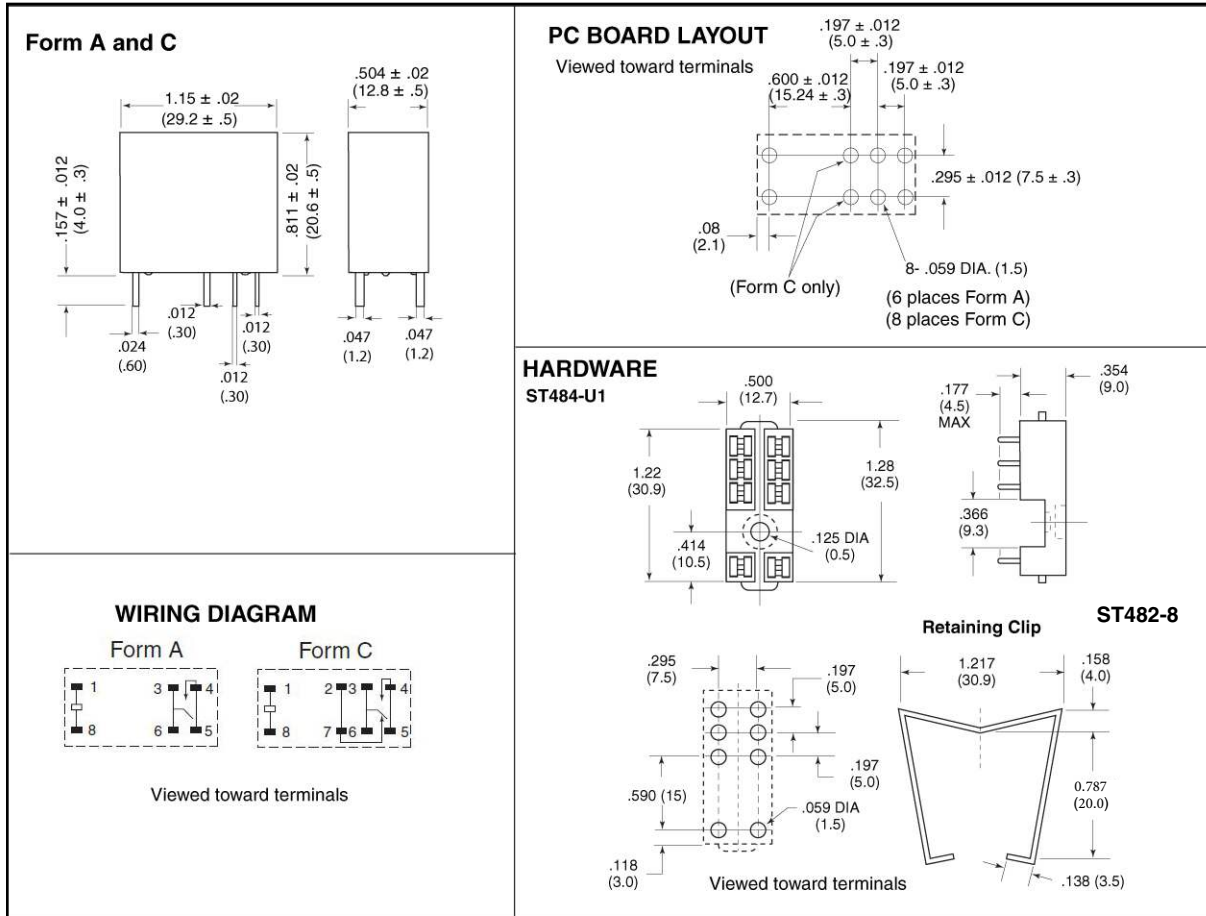 Form A and C
1.15 ± .02
(29.2 ± .5)
.504 ± .02
(12.8 ± .5)
.157 ± .012
(4.0 ± .3)
.811 ± .02
(20.6 ± .5)
.024
(.60)
.012
(.30)
.012
(.30)
.012
(.30)
.047
(1.2)
.047
(1.2)
WIRING DIAGRAM
Form A
Form C
1
3
4
8
6
5
1
2
3
4
8
7
6
5
Viewed toward terminals
PC BOARD LAYOUT
Viewed toward terminals
.197 ± .012
(5.0 ± .3)
.600 ± .012
(15.24 ± .3)
.197 ± .012
(5.0 ± .3)
.295 ± .012 (7.5 ± .3)
.08
(2.1)
(Form C only)
8- .059 DIA. (1.5)
(6 places Form A)
(8 places Form C)
HARDWARE
ST484-U1
.500
(12.7)
1.22
(30.9)
1.28
(32.5)
.414
(10.5)
.125 DIA
(0.5)
.177
(4.5)
MAX
.354
(9.0)
.366
(9.3)
ST482-8
Retaining Clip
.295
(7.5)
.197
(5.0)
.197
(5.0)
.590 (15)
.059 DIA
(1.5)
.118
(3.0)
Viewed toward terminals
1.217
(30.9)
.158
(4.0)
0.787
(20.0)
.138 (3.5)